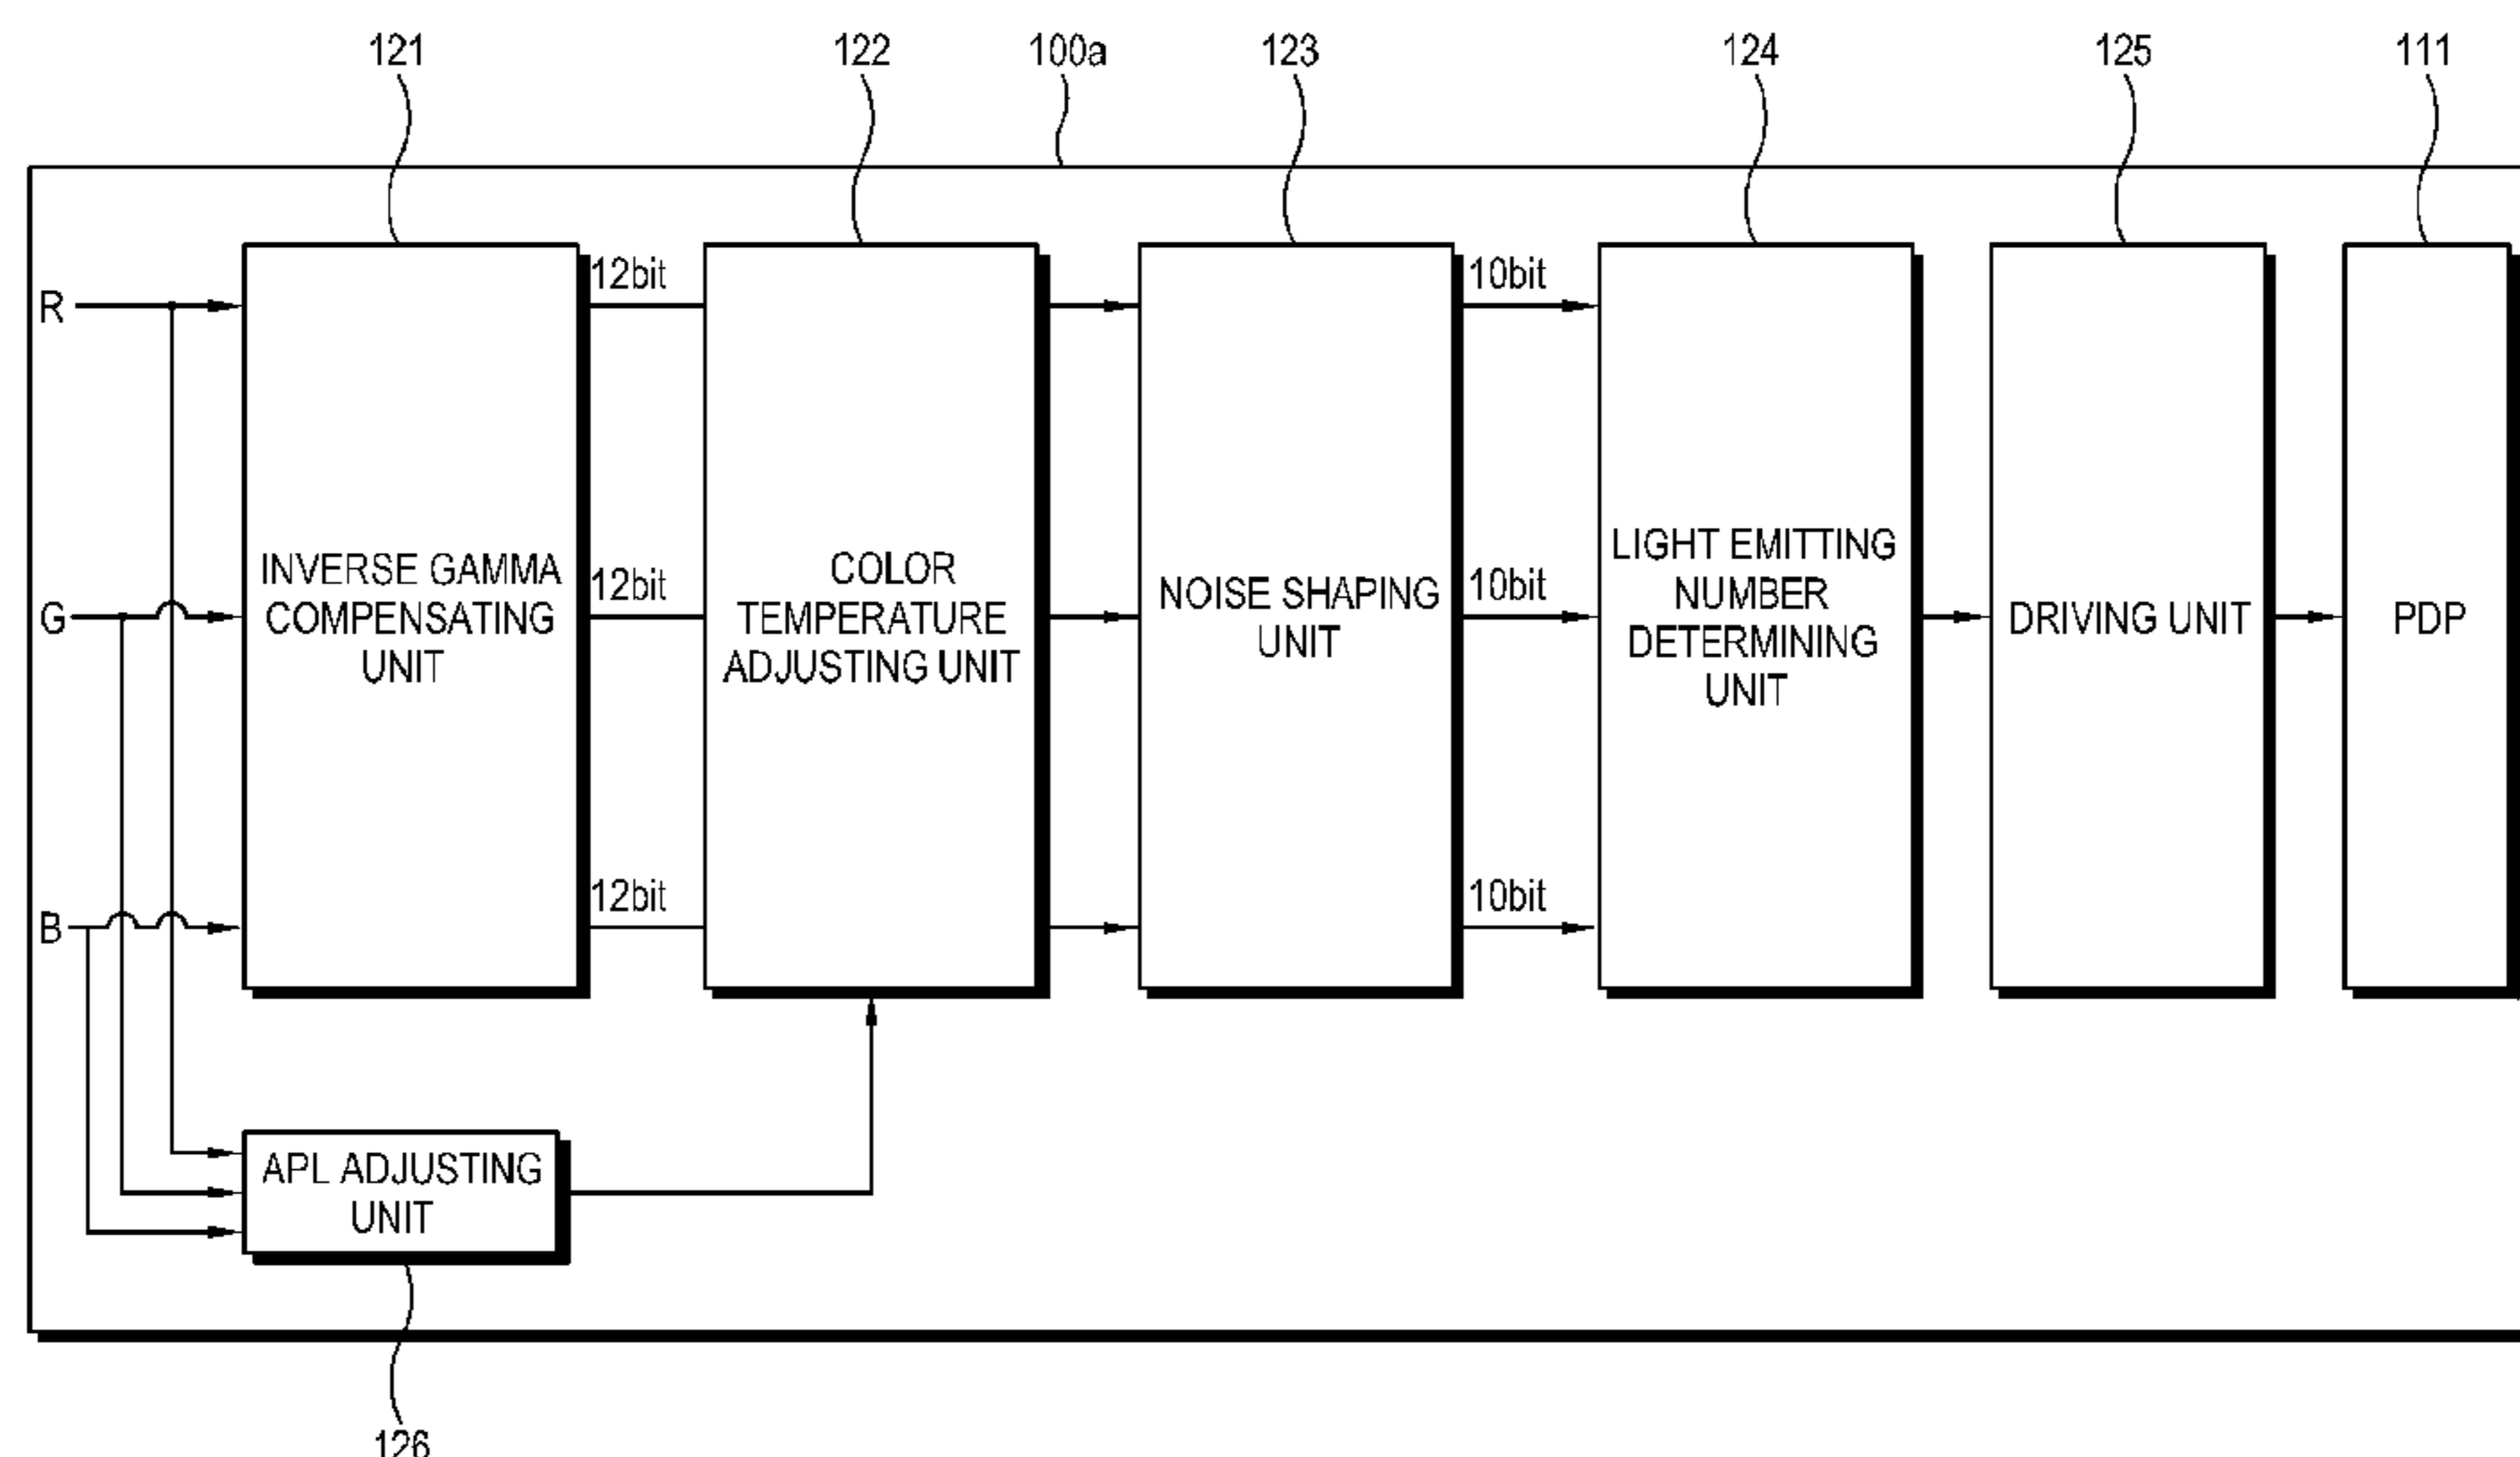 121
122
100a
123
124
125
111
R
G
B
INVERSE GAMMA
COMPENSATING
UNIT
12bit
12bit
12bit
COLOR
TEMPERATURE
ADJUSTING UNIT
NOISE SHAPING
UNIT
10bit
10bit
10bit
LIGHT EMITTING
NUMBER
DETERMINING
UNIT
DRIVING UNIT
PDP
APL ADJUSTING
UNIT
126